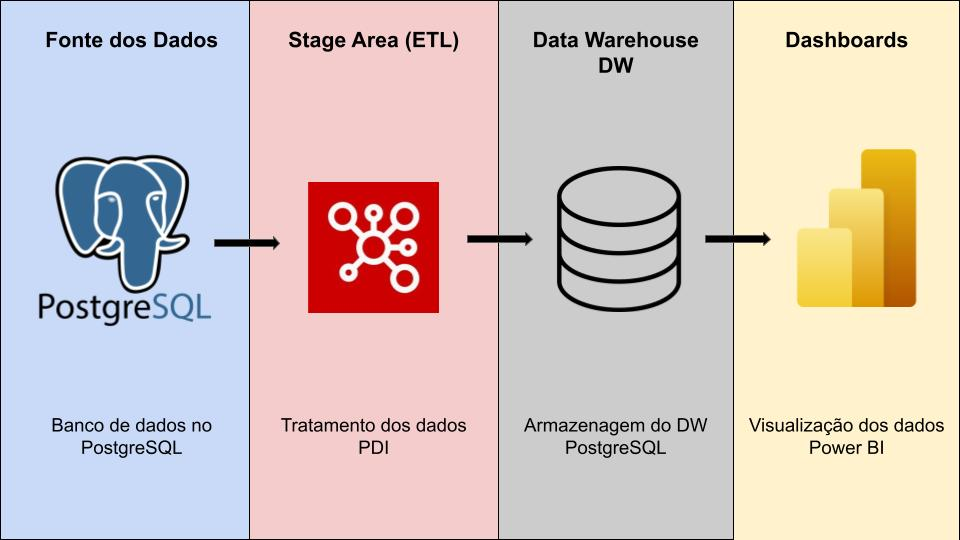 Fonte dos Dados
Stage Area (ETL)
Data Warehouse
DW
Dashboards
PostgreSQL
Banco de dados no
PostgreSQL
Tratamento dos dados
PDI
Armazenagem do DW
PostgreSQL
Visualização dos dados
Power BI